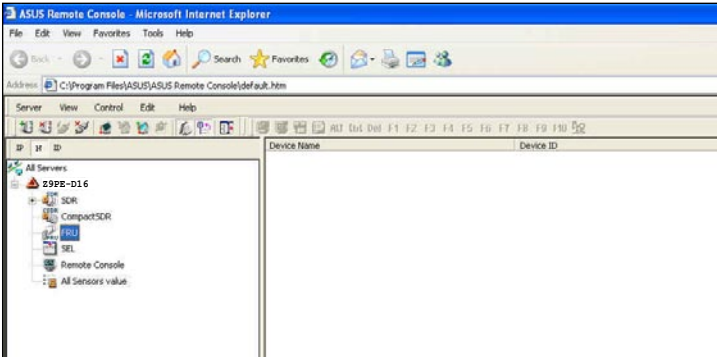 ASUS Remote Console - Microsoft Internet Explorer
File Edit View Favorites Tools Help
Back Search Favorites
Address C:\Program Files\ASUS\ASUS Remote Console\default.htm
Server View Control Edit Help
Alt Ctrl Del F1 F2 F3 F4 F5 F6 F7 F8 F9 F10
IP N ID Device Name Device ID
All Servers
Z9PE-D16
SDR
CompactSDR
FRU
SEL
Remote Console
All Sensors value